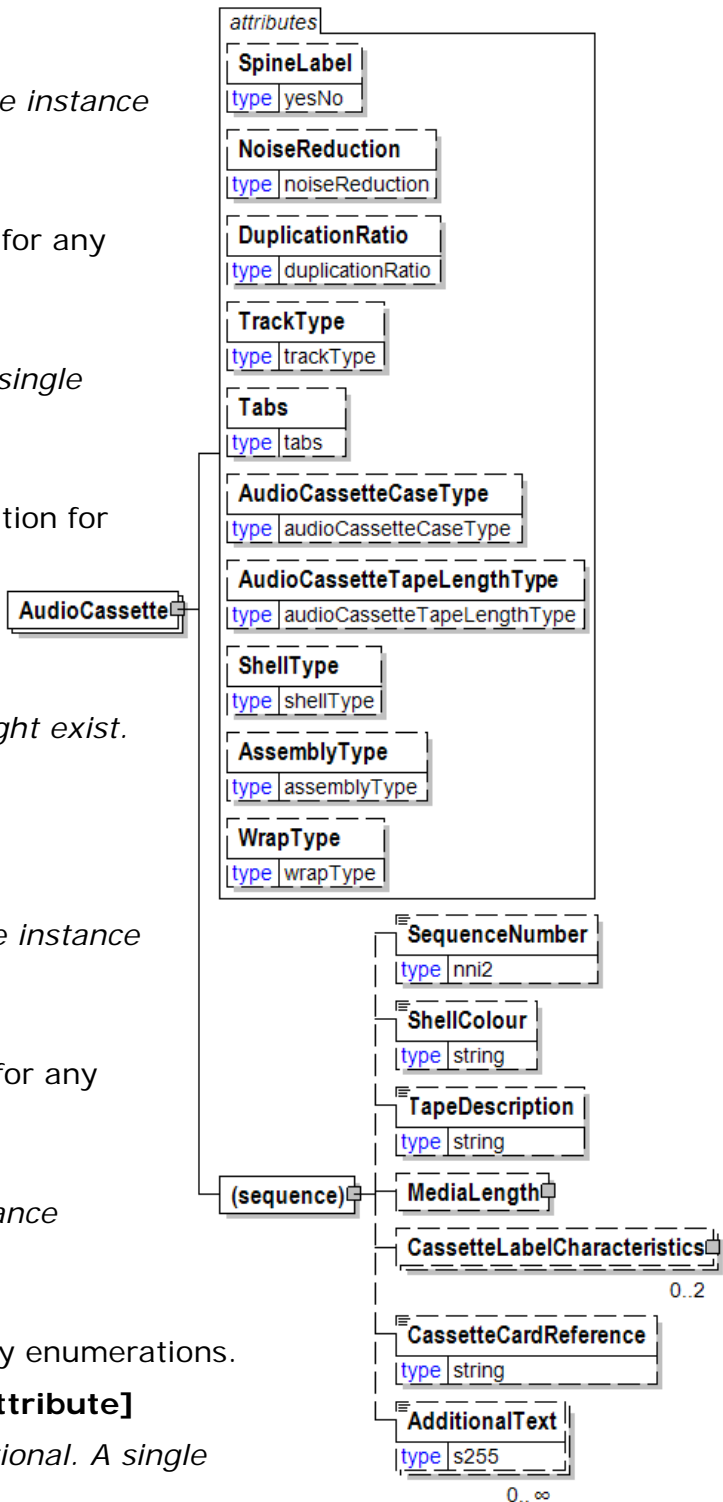 attributes
SpineLabel
type yesNo
e instance
NoiseReduction
type noiseReduction
for any
DuplicationRatio
type duplicationRatio
TrackType
type trackType
single
Tabs
type tabs
AudioCassetteCaseType
type audioCassetteCaseType
tion for
AudioCassetteTapeLengthType
type audioCassetteTapeLengthType
AudioCassette
ShellType
type shellType
ght exist.
AssemblyType
type assemblyType
WrapType
type wrapType
e instance
SequenceNumber
type nni2
ShellColour
type string
for any
TapeDescription
type string
(sequence)
MediaLength
ance
CassetteLabelCharacteristics
0..2
y enumerations.
CassetteCardReference
type string
ttribute]
AdditionalText
type s255
ional. A single
0..∞